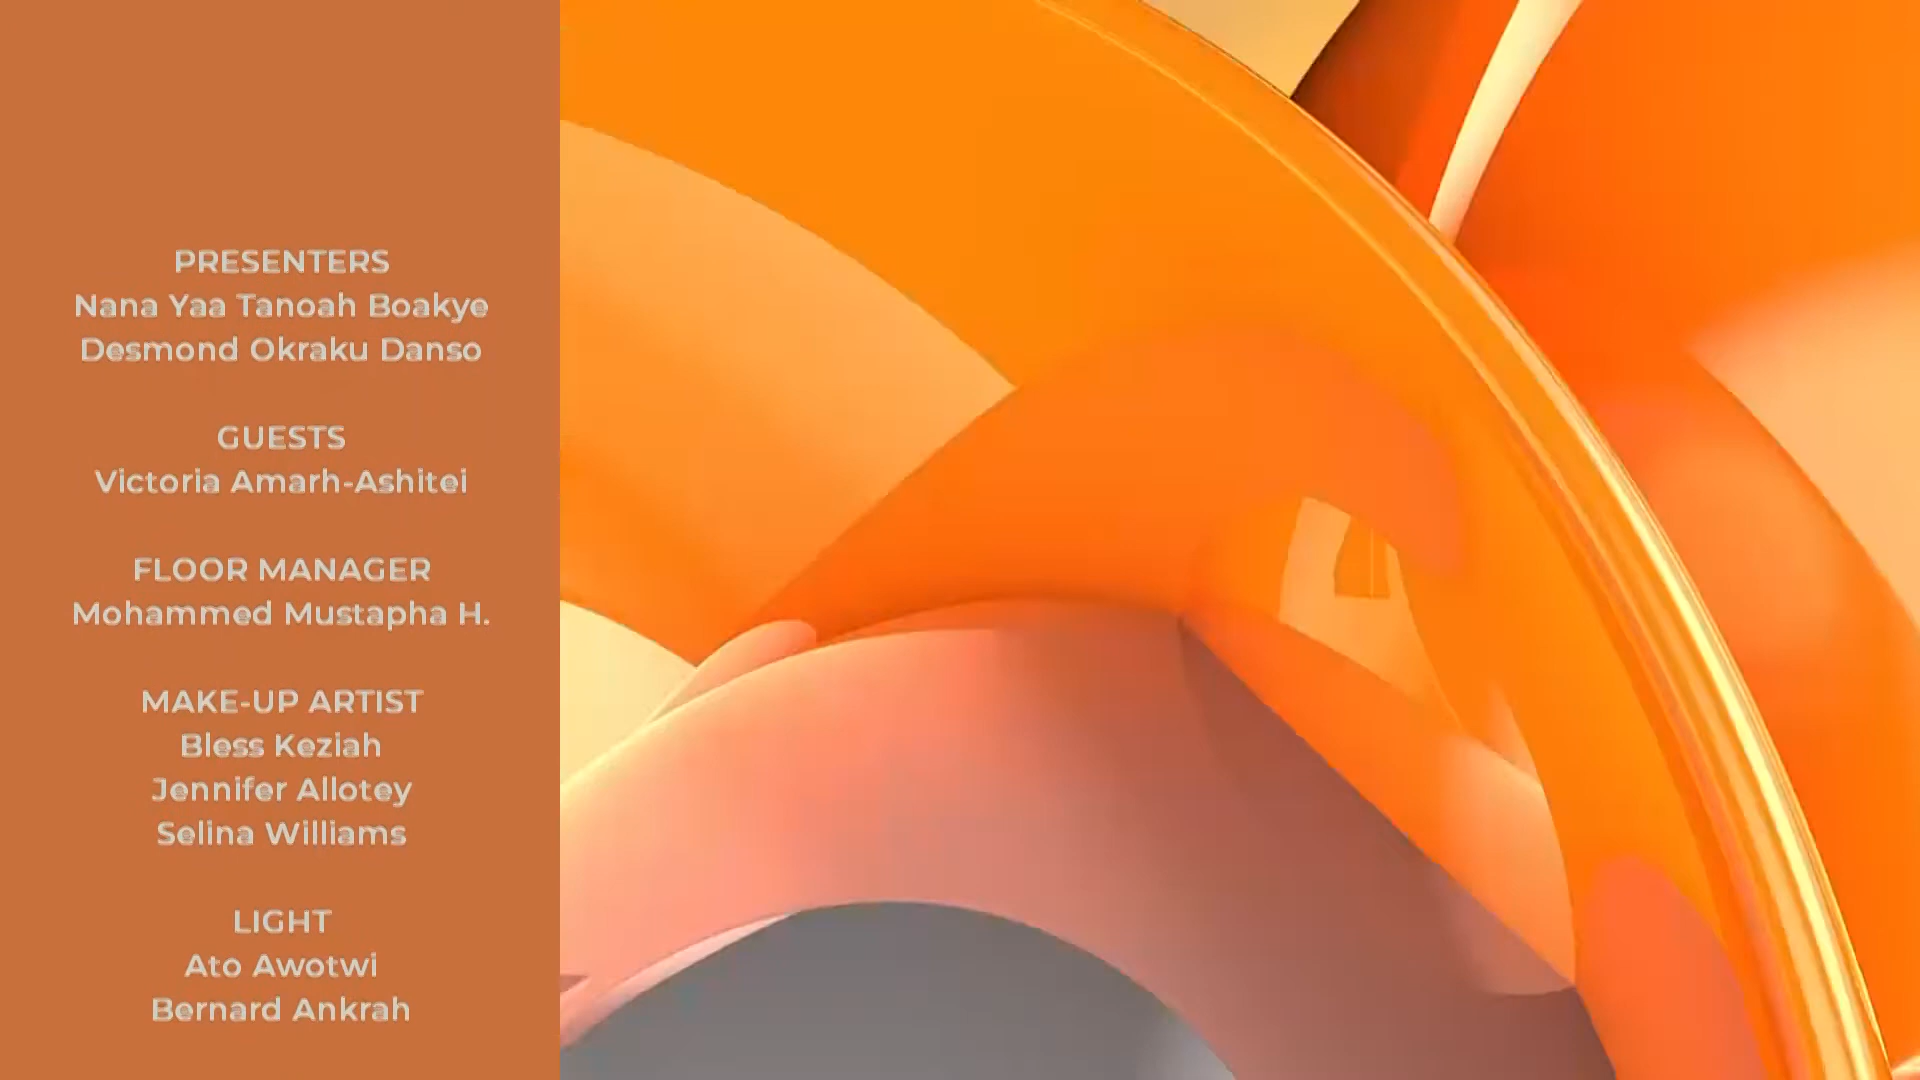 PRESENTERS
Nana Yaa Tanoah Boakye
Desmond Okraku Danso
GUESTS
Victoria Amarh-Ashitei
FLOOR MANAGER
Mohammed Mustapha H.
MAKE-UP ARTIST
Bless Keziah
Jennifer Allotey
Selina Williams
LIGHT
Ato Awotwi
Bernard Ankrah